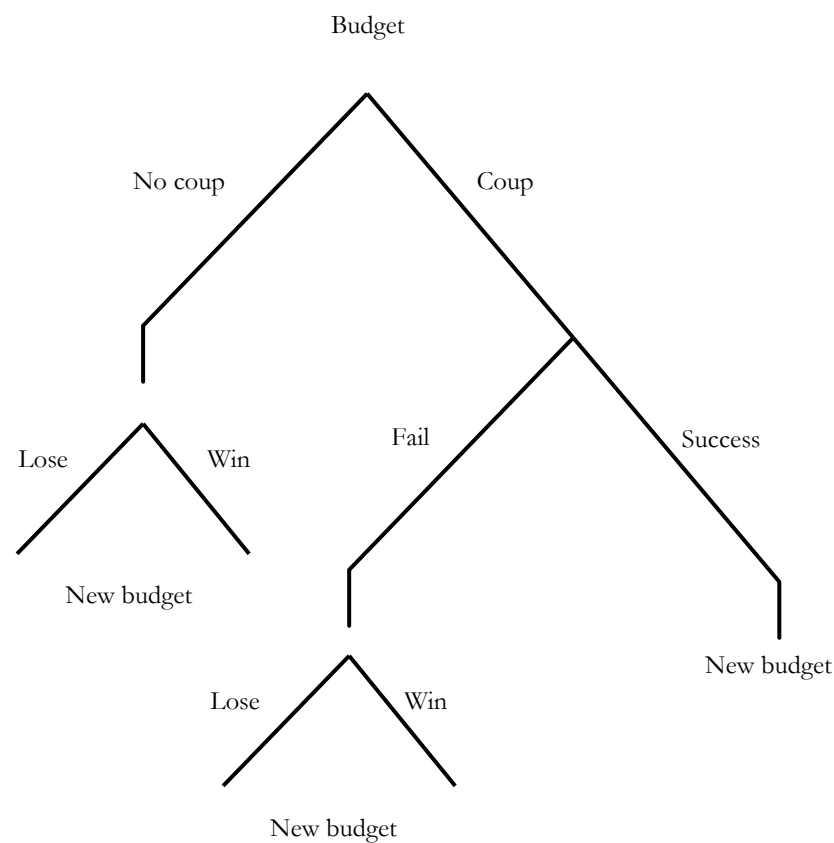 Budget
No coup
Coup
Fail
Success
Lose
Win
New budget
New budget
Lose
Win
New budget